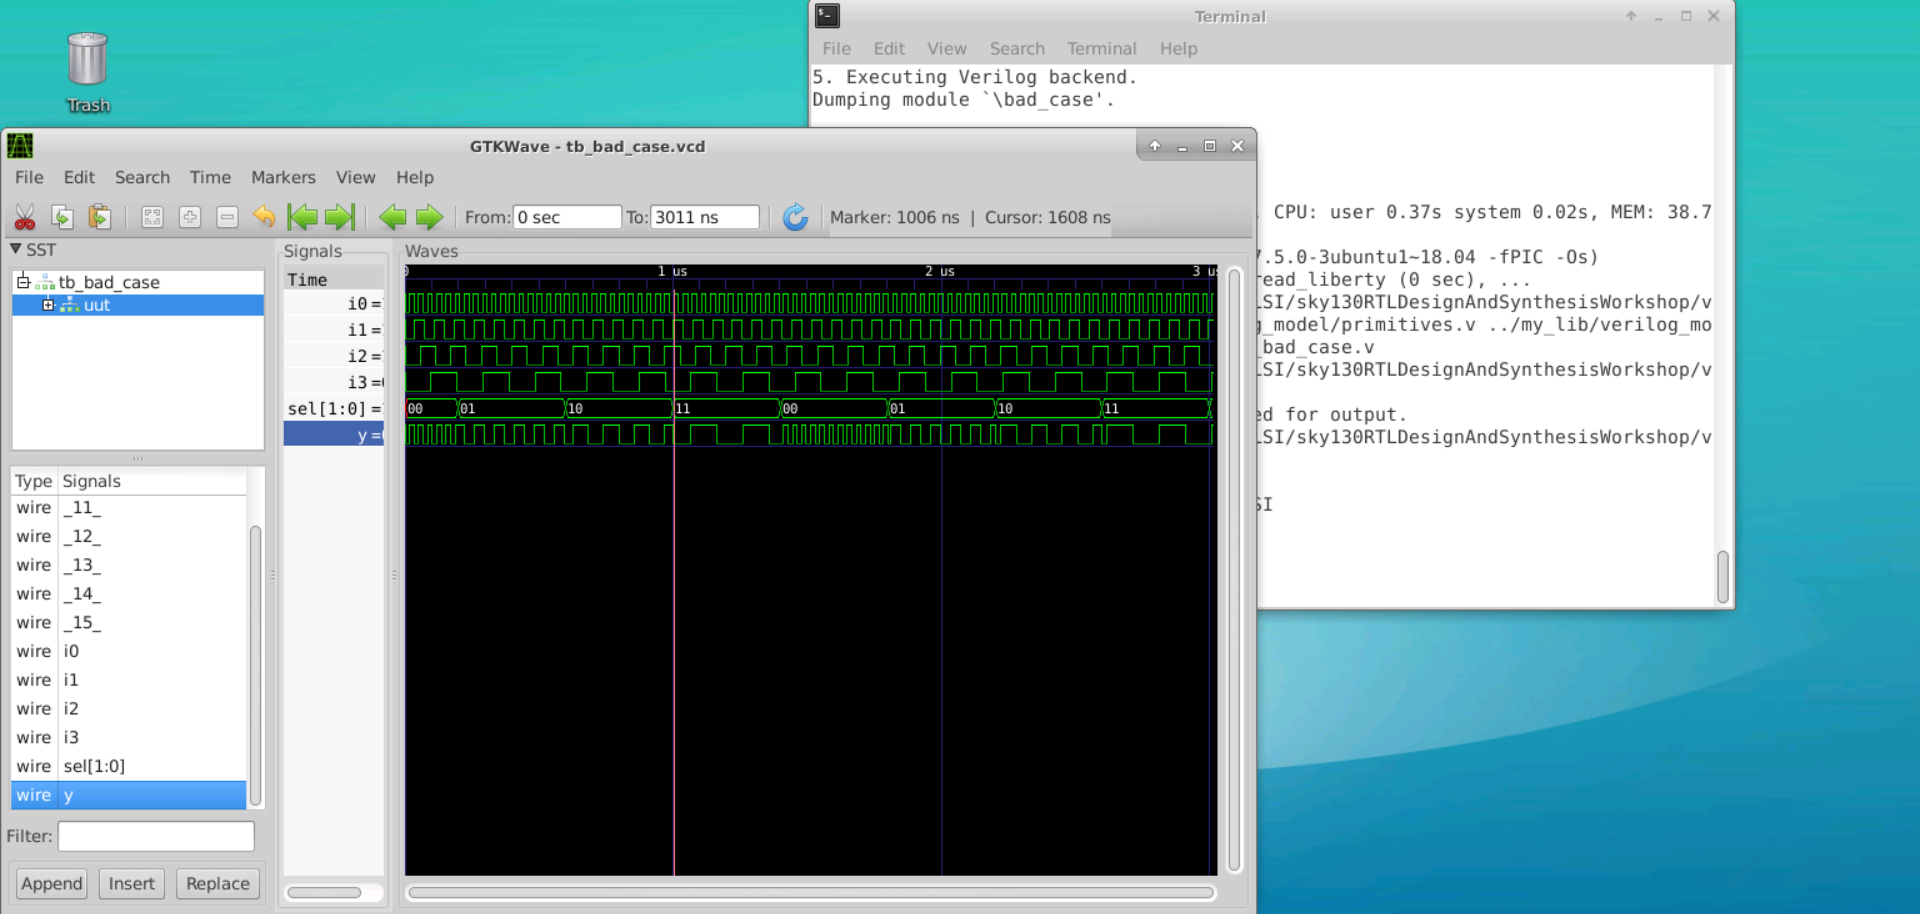 Trash
Terminal
File Edit View Search Terminal Help
5. Executing Verilog backend.
Dumping module `\bad_case'.
CPU: user 0.37s system 0.02s, MEM: 38.7
7.5.0-3ubuntu1~18.04 -fPIC -Os)
ead_liberty (0 sec), ...
SI/sky130RTLDesignAndSynthesisWorkshop/v
g_model/primitives.v ../my_lib/verilog_mo
bad_case.v
SI/sky130RTLDesignAndSynthesisWorkshop/v
ed for output.
SI/sky130RTLDesignAndSynthesisWorkshop/v
SI
GTKWave - tb_bad_case.vcd
File Edit Search Time Markers View Help
From: 0 sec To: 3011 ns Marker: 1006 ns | Cursor: 1608 ns
SST
tb_bad_case
uut
Type Signals
wire _11_
wire _12_
wire _13_
wire _14_
wire _15_
wire i0
wire i1
wire i2
wire i3
wire sel[1:0]
wire y
Filter:
Append Insert Replace
Signals
Time
i0 =
i1 =
i2 =
i3 =
sel[1:0] =
y =
Waves
0 1 us 2 us 3 us
00 01 10 11 00 01 10 11